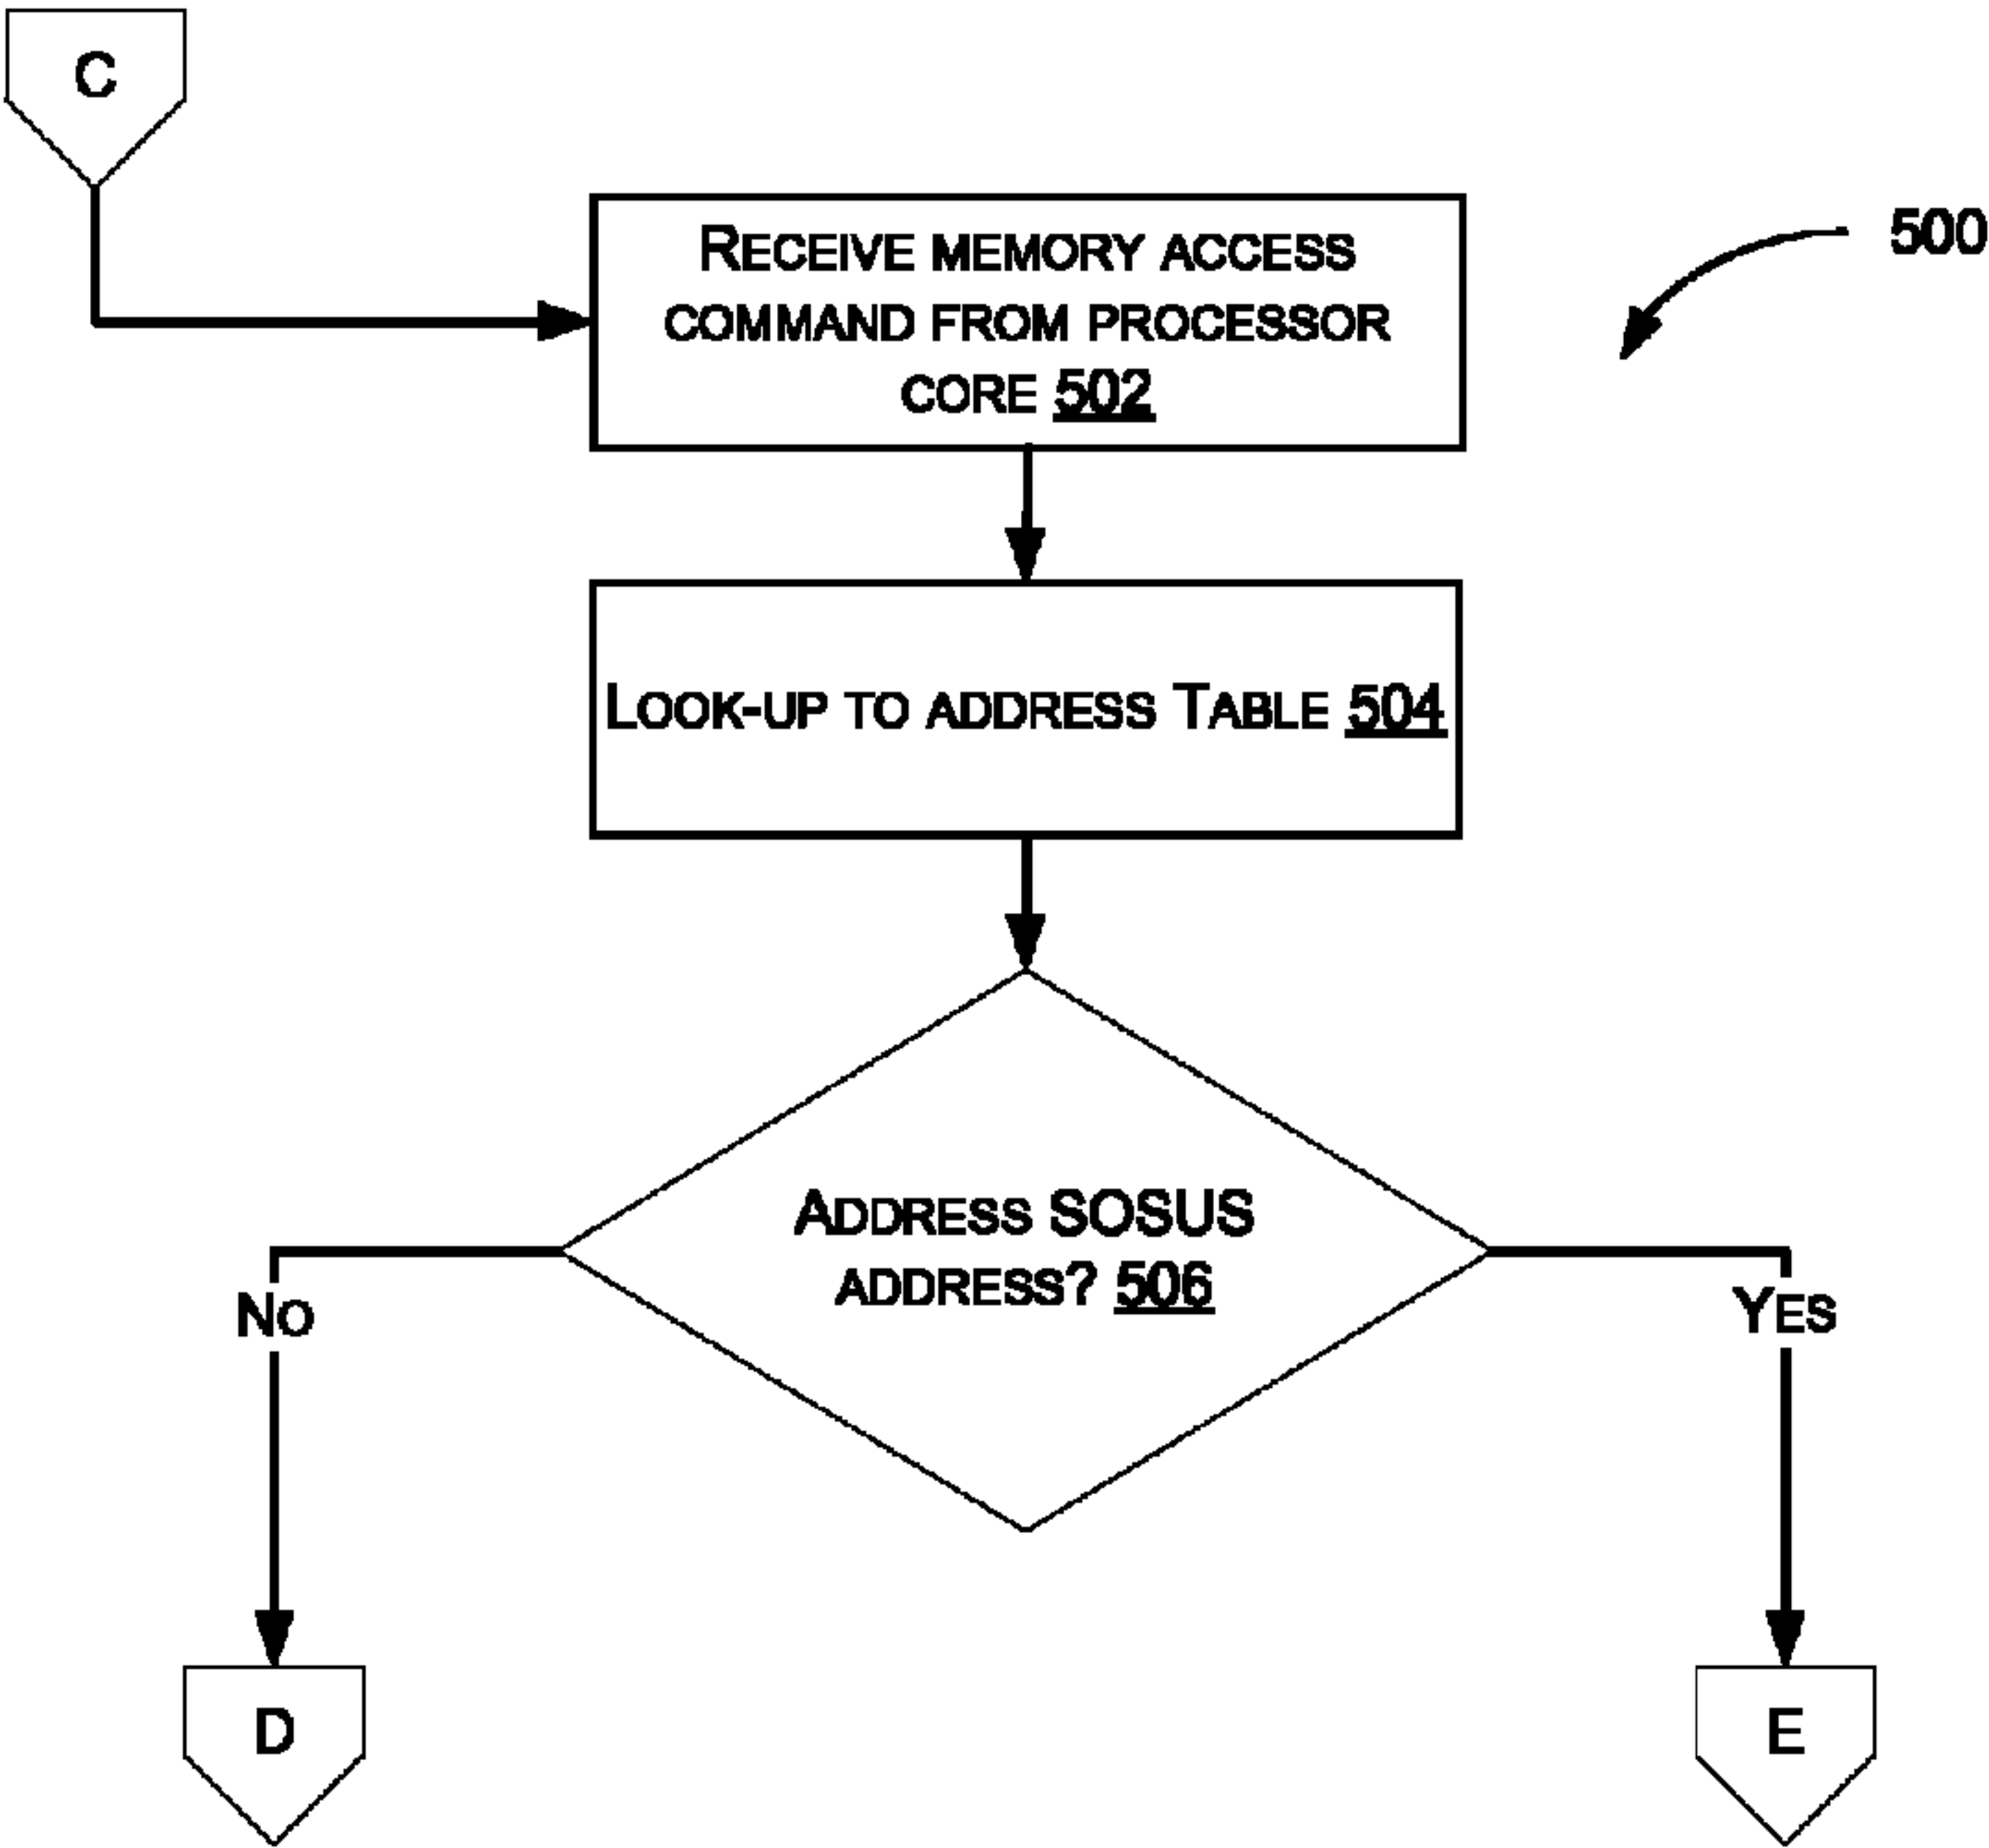 C
RECEIVE MEMORY ACCESS
COMMAND FROM PROCESSOR
CORE 502
500
LOOK-UP TO ADDRESS TABLE 504
ADDRESS SOSUS
ADDRESS? 506
NO
YES
D
E